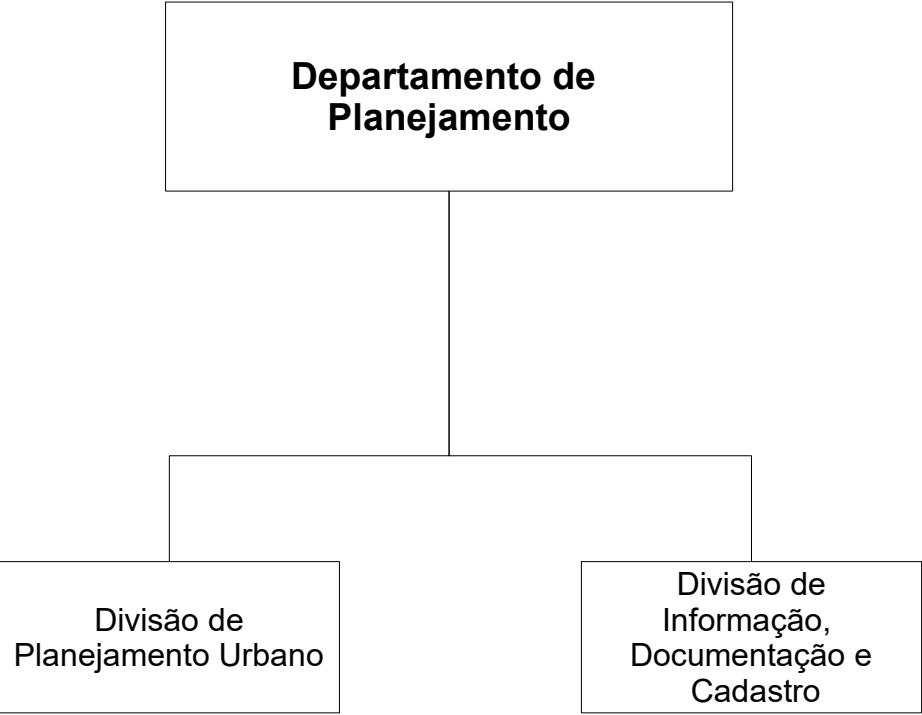 Departamento de
Planejamento
Divisão de
Planejamento Urbano
Divisão de
Informação,
Documentação e
Cadastro